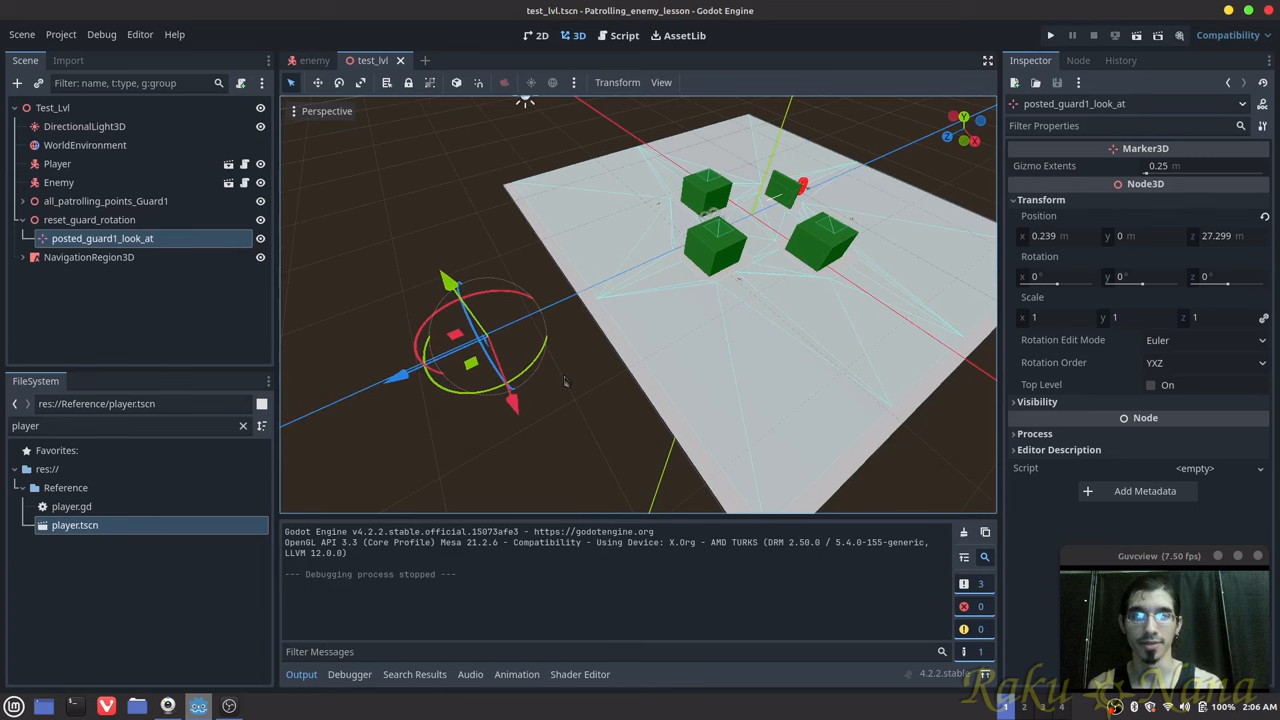 test_lvl.tscn - Patrolling_enemy_lesson - Godot Engine
Scene Project Debug Editor Help
2D 3D Script AssetLib
Compatibility
Scene Import
Filter: name, t:type, g:group
Test_Lvl
DirectionalLight3D
WorldEnvironment
Player
Enemy
all_patrolling_points_Guard1
reset_guard_rotation
posted_guard1_look_at
NavigationRegion3D
FileSystem
res://Reference/player.tscn
player
Favorites:
res://
Reference
player.gd
player.tscn
enemy test_lvl
Transform View
Perspective
Y
Z
X
Godot Engine v4.2.2.stable.official.15073afe3 - https://godotengine.org
OpenGL API 3.3 (Core Profile) Mesa 21.2.6 - Compatibility - Using Device: X.Org - AMD TURKS (DRM 2.50.0 / 5.4.0-155-generic,
LLVM 12.0.0)
--- Debugging process stopped ---
3
0
0
1
Filter Messages
Output Debugger Search Results Audio Animation Shader Editor
4.2.2.stable
Inspector Node History
posted_guard1_look_at
Filter Properties
Marker3D
Gizmo Extents 0.25 m
Node3D
Transform
Position
x 0.239 m y 0 m z 27.299 m
Rotation
x 0° y 0° z 0°
Scale
x 1 y 1 z 1
Rotation Edit Mode Euler
Rotation Order YXZ
Top Level On
Visibility
Node
Process
Editor Description
Script <empty>
Add Metadata
Guvcview (7.50 fps)
Raku Nana
1 2 3 4
100% 2:06 AM